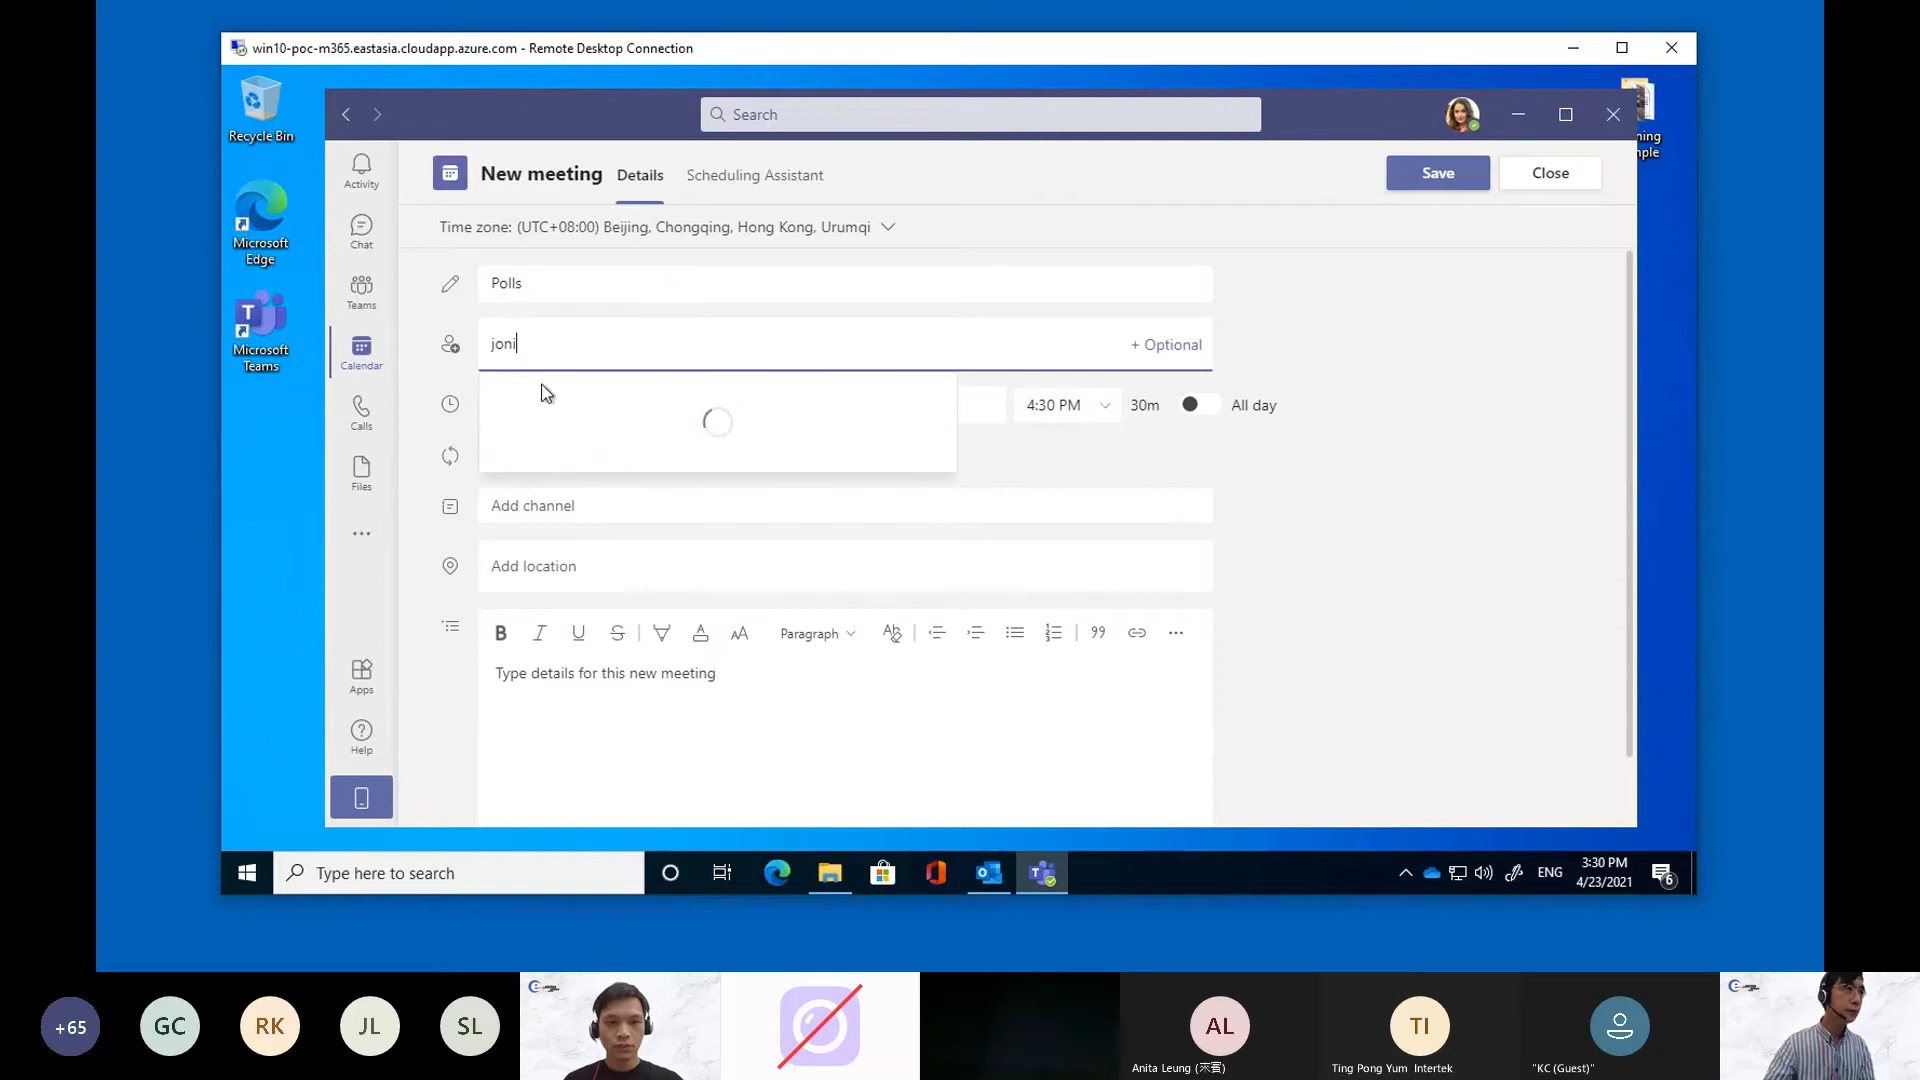 win10-poc-m365.eastasia.cloudapp.azure.com - Remote Desktop Connection
Recycle Bin
Microsoft
Edge
Microsoft
Teams
Search
Activity
Chat
Teams
Calendar
Calls
Files
Apps
Help
New meeting
Details
Scheduling Assistant
Save
Close
Time zone: (UTC+08:00) Beijing, Chongqing, Hong Kong, Urumqi
Polls
joni
+ Optional
4:30 PM
30m
All day
Add channel
Add location
Paragraph
Type details for this new meeting
Type here to search
ENG
3:30 PM
4/23/2021
6
+65
GC
RK
JL
SL
AL
Anita Leung (來賓)
TI
Ting Pong Yum Intertek
"KC (Guest)"